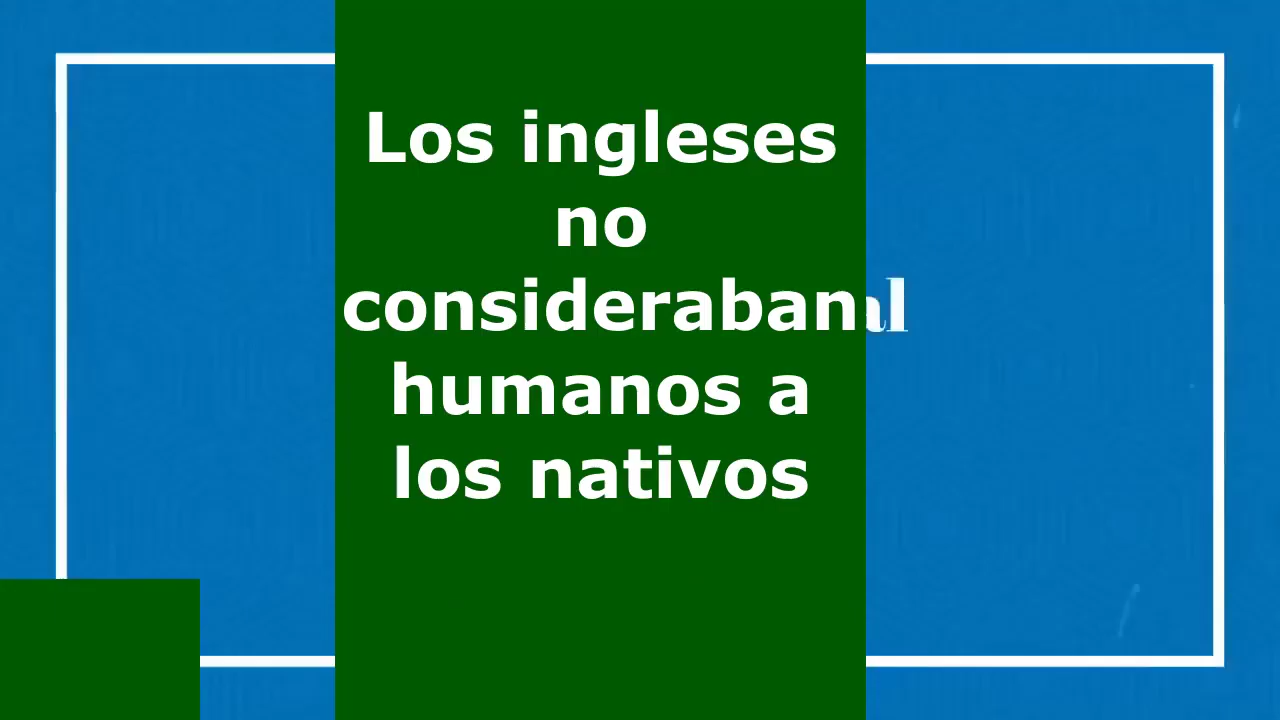 Los ingleses
no
consideraban
humanos a
los nativos